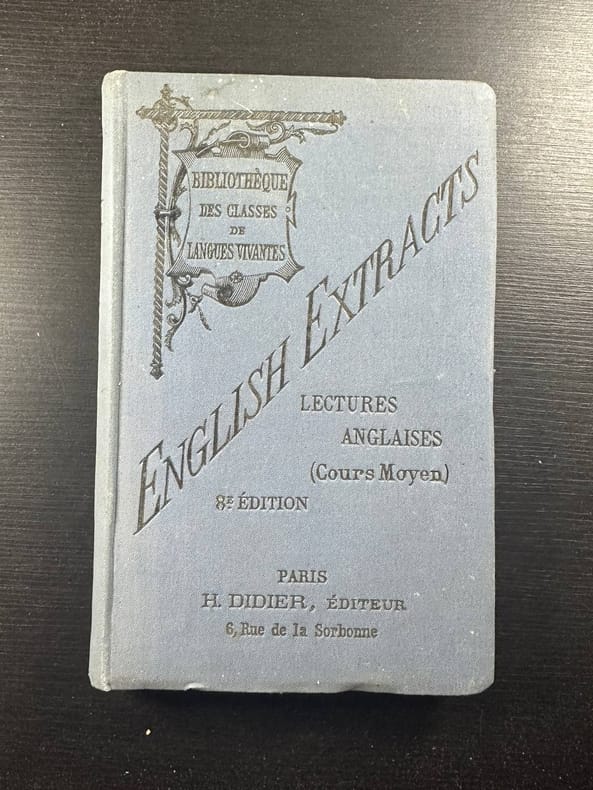 BIBLIOTHÈQUE
DES CLASSES
DE
LANGUES VIVANTES
ENGLISH EXTRACTS
LECTURES
ANGLAISES
(Cours Moyen)
8E ÉDITION
PARIS
H. DIDIER, ÉDITEUR
6, Rue de la Sorbonne